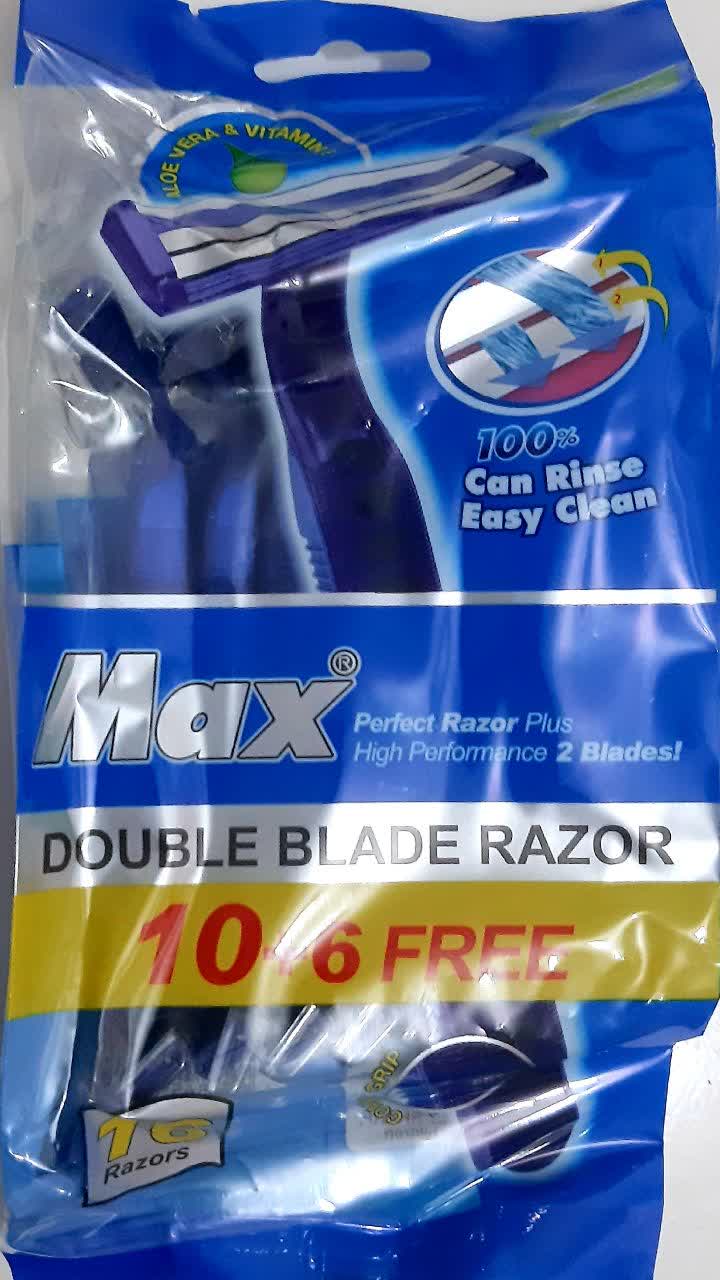 ALOE VERA & VITAMIN
100%
Can Rinse
Easy Clean
Max®
Perfect Razor Plus
High Performance 2 Blades!
DOUBLE BLADE RAZOR
10+6 FREE
GRIP
16
Razors